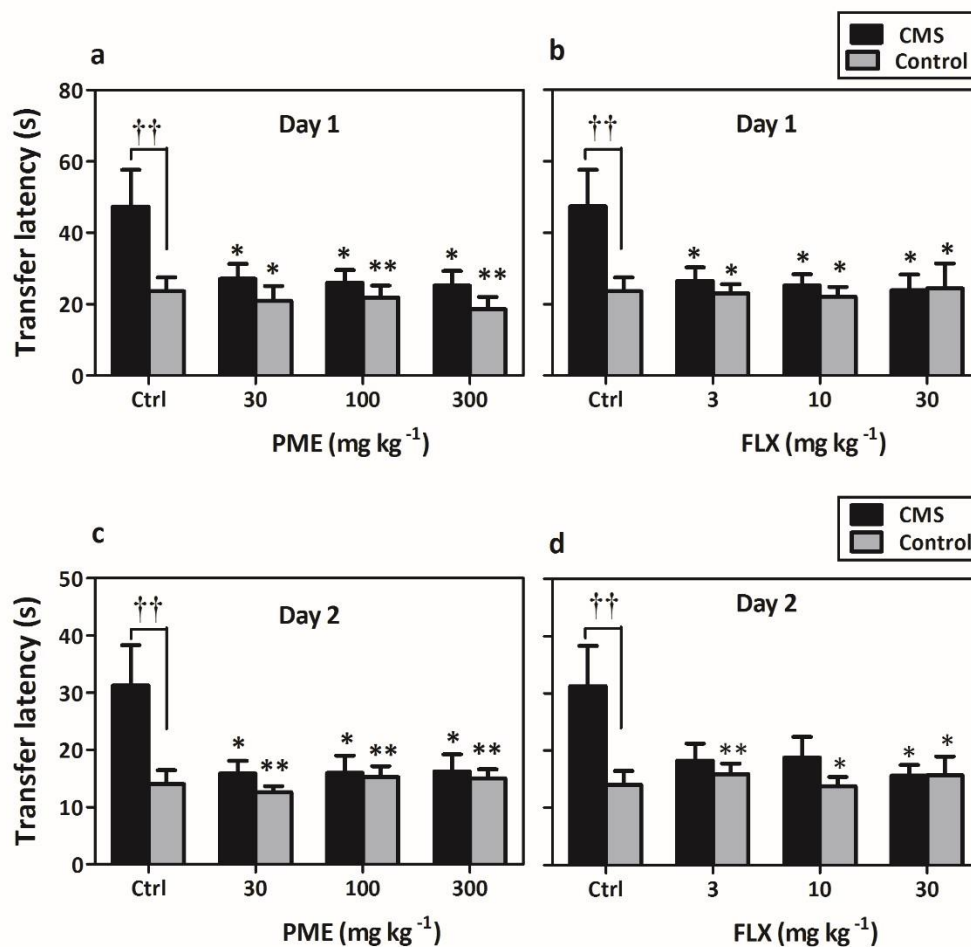 a
b
CMS
Control
Transfer latency (s)
80
60
40
20
0
Day 1
††
*
*
*
**
*
**
Ctrl
30
100
300
PME (mg kg -1)
Day 1
††
*
*
*
*
*
*
Ctrl
3
10
30
FLX (mg kg -1)
c
d
CMS
Control
Transfer latency (s)
50
40
30
20
10
0
Day 2
††
*
**
*
**
*
**
Ctrl
30
100
300
PME (mg kg -1)
Day 2
††
**
*
*
*
Ctrl
3
10
30
FLX (mg kg -1)